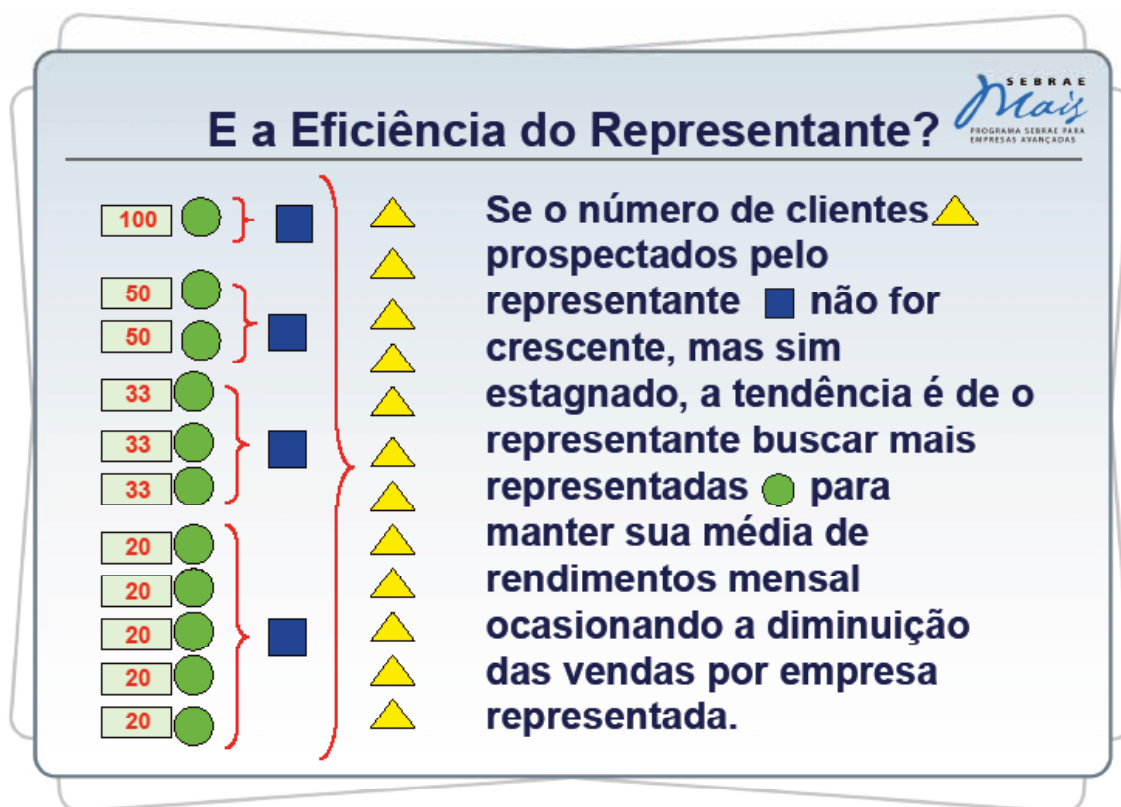 SEBRAE
Mais
PROGRAMA SEBRAE PARA
EMPRESAS AVANÇADAS
E a Eficiência do Representante?
100
50
50
33
33
33
20
20
20
20
20
Se o número de clientes
prospectados pelo
representante não for
crescente, mas sim
estagnado, a tendência é de o
representante buscar mais
representadas para
manter sua média de
rendimentos mensal
ocasionando a diminuição
das vendas por empresa
representada.